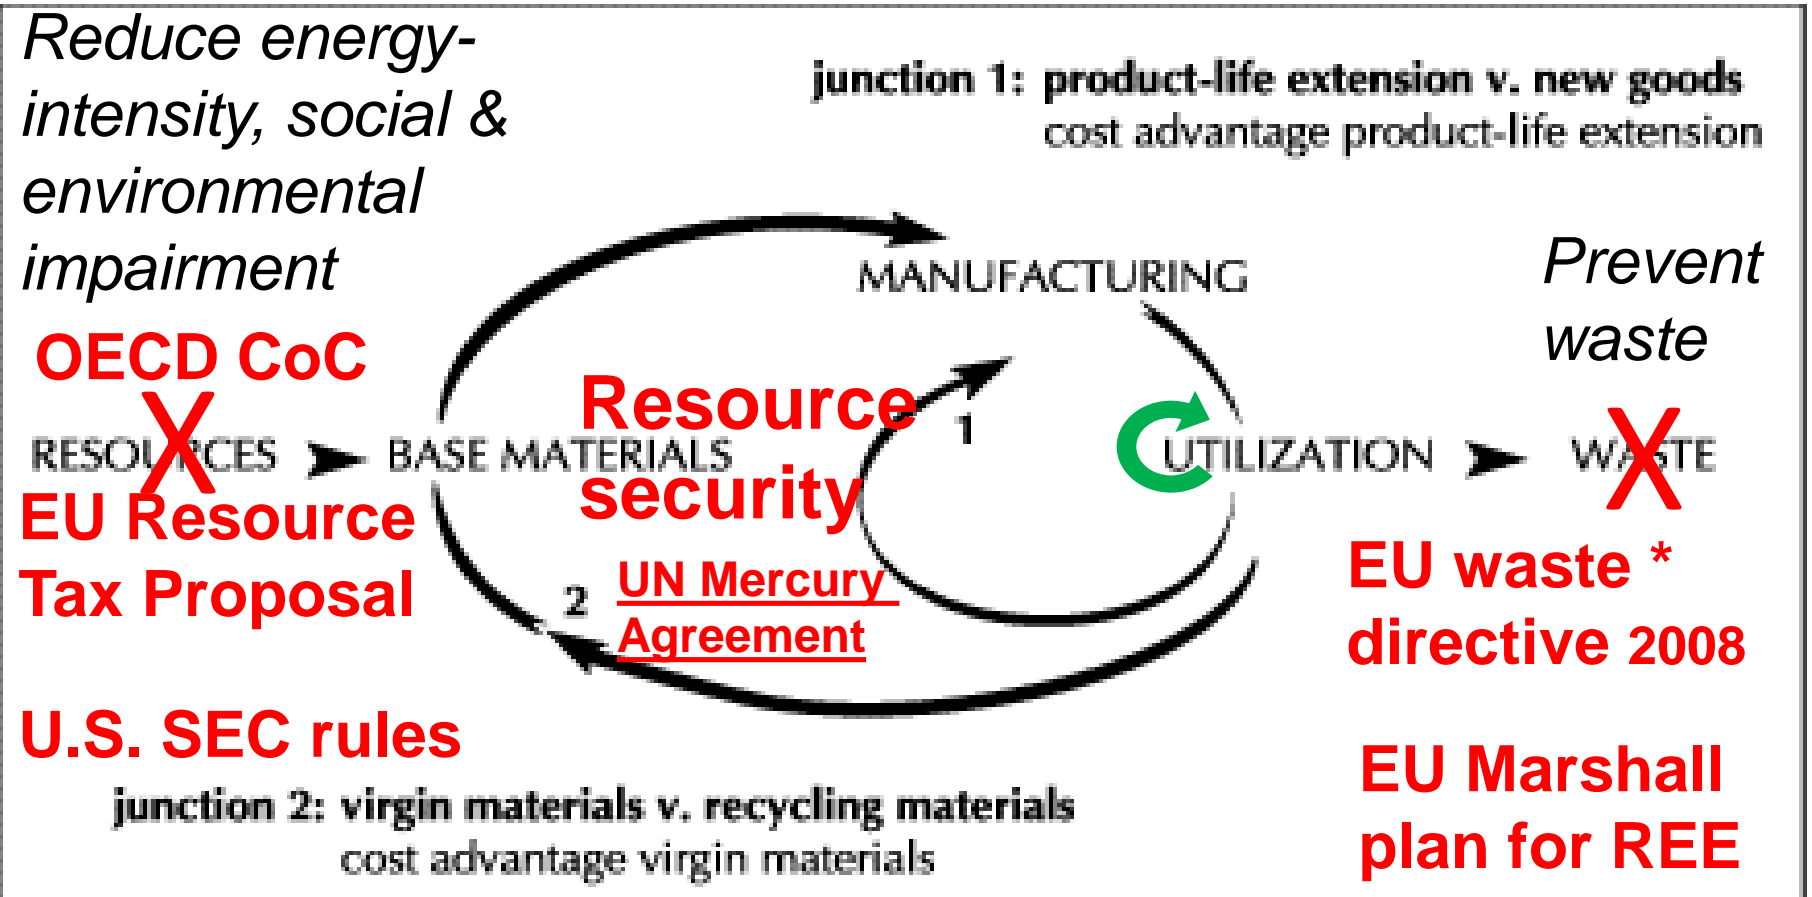 Reduce energy-
intensity, social &
environmental
impairment
junction 1: product-life extension v. new goods
cost advantage product-life extension
MANUFACTURING
Prevent
waste
OECD CoC
X
RESOURCES
BASE MATERIALS
Resource
security
1
UTILIZATION
WASTE
X
EU Resource
Tax Proposal
2
UN Mercury
Agreement
EU waste *
directive 2008
U.S. SEC rules
EU Marshall
plan for REE
junction 2: virgin materials v. recycling materials
cost advantage virgin materials